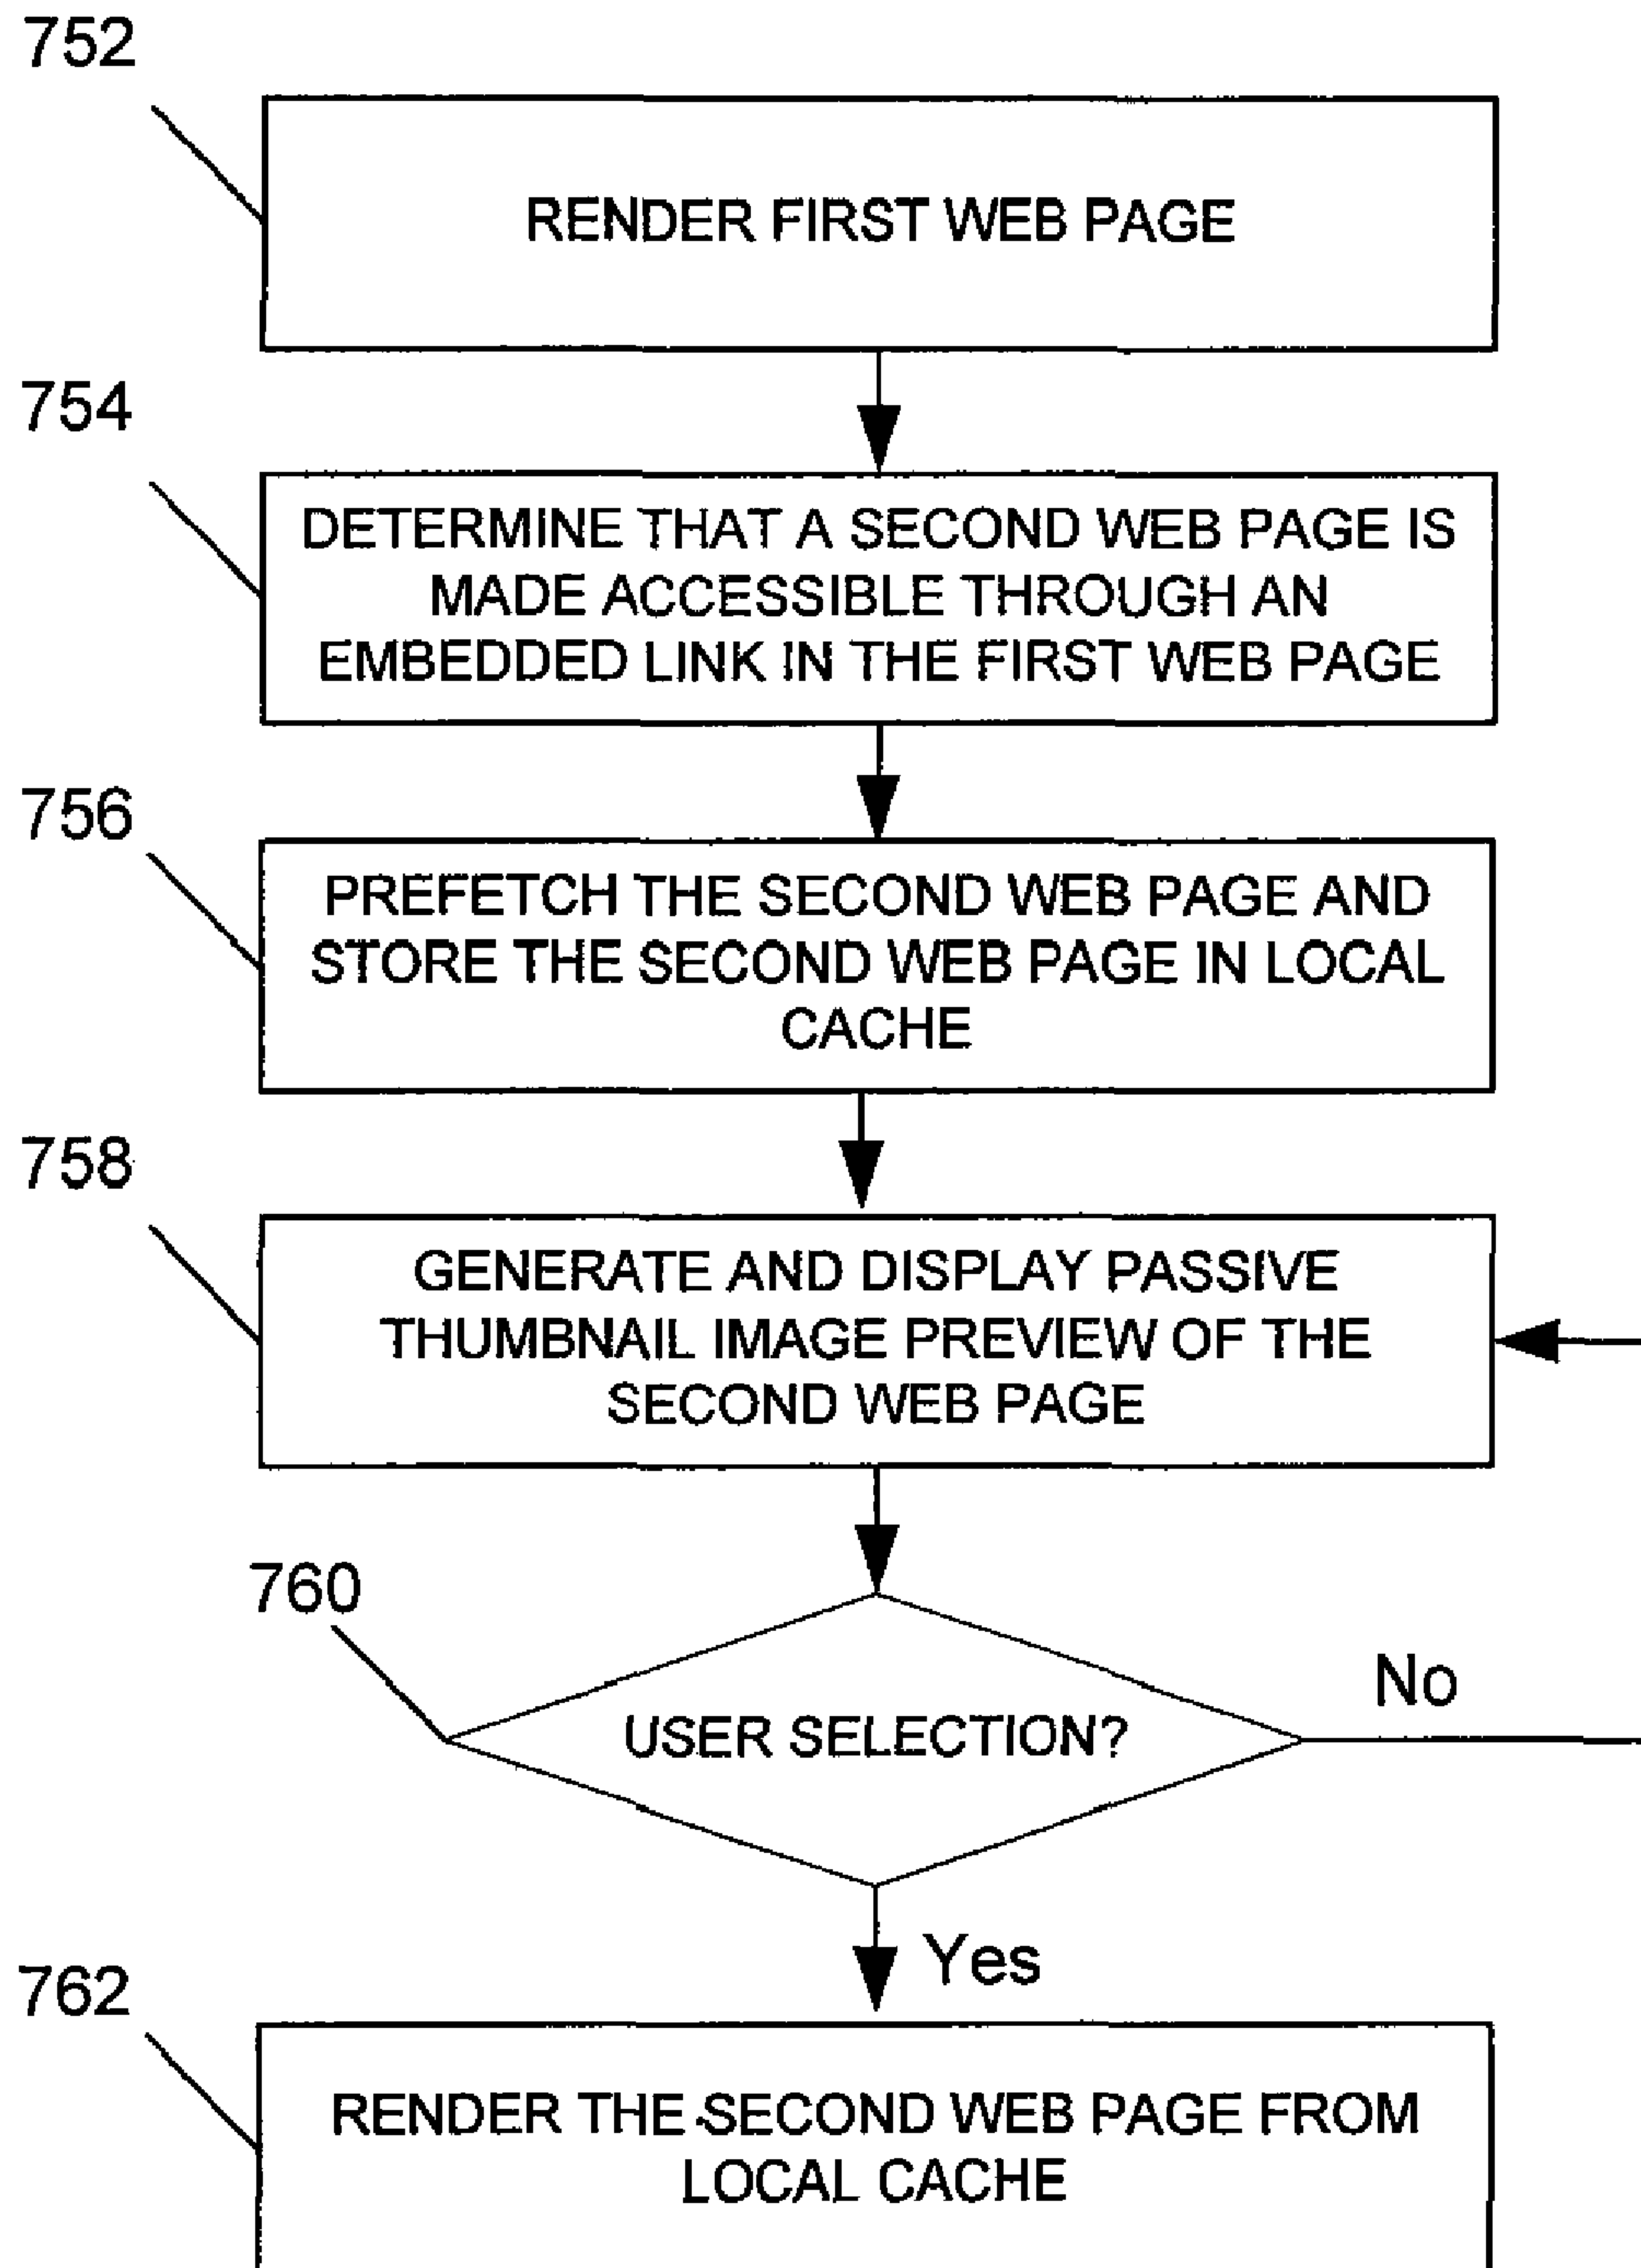 752
RENDER FIRST WEB PAGE
754
DETERMINE THAT A SECOND WEB PAGE IS
MADE ACCESSIBLE THROUGH AN
EMBEDDED LINK IN THE FIRST WEB PAGE
756
PREFETCH THE SECOND WEB PAGE AND
STORE THE SECOND WEB PAGE IN LOCAL
CACHE
758
GENERATE AND DISPLAY PASSIVE
THUMBNAIL IMAGE PREVIEW OF THE
SECOND WEB PAGE
760
USER SELECTION?
No
Yes
762
RENDER THE SECOND WEB PAGE FROM
LOCAL CACHE